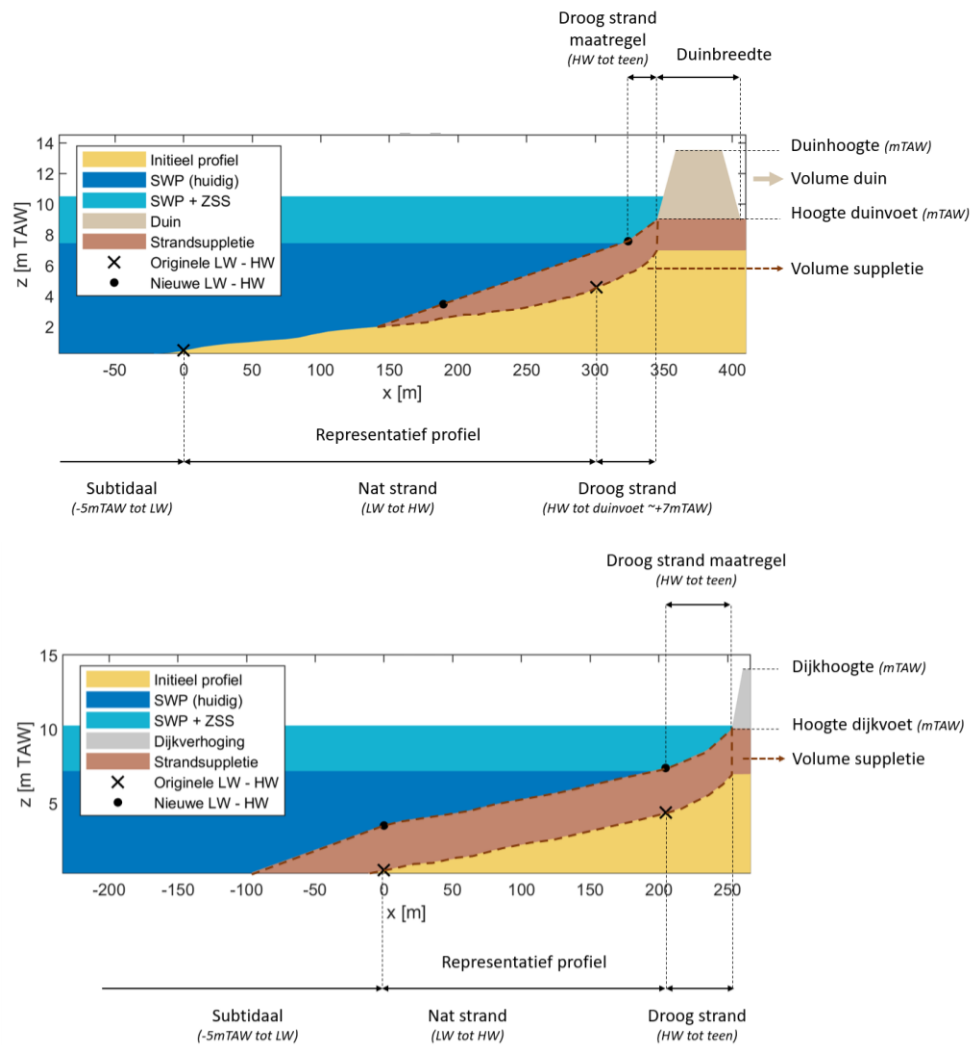 Droog strand
maatregel
(HW tot teen)
Duinbreedte
14
12
10
8
6
4
2
z [m TAW]
Initieel profiel
SWP (huidig)
SWP + ZSS
Duin
Strandsuppletie
Originele LW - HW
Nieuwe LW - HW
Duinhoogte (mTAW)
Volume duin
Hoogte duinvoet (mTAW)
Volume suppletie
-50 0 50 100 150 200 250 300 350 400
x [m]
Representatief profiel
Subtidaal
(-5mTAW tot LW)
Nat strand
(LW tot HW)
Droog strand
(HW tot duinvoet ~+7mTAW)
Droog strand maatregel
(HW tot teen)
15
10
5
z [m TAW]
Initieel profiel
SWP (huidig)
SWP + ZSS
Dijkverhoging
Strandsuppletie
Originele LW - HW
Nieuwe LW - HW
Dijkhoogte (mTAW)
Hoogte dijkvoet (mTAW)
Volume suppletie
-200 -150 -100 -50 0 50 100 150 200 250
x [m]
Representatief profiel
Subtidaal
(-5mTAW tot LW)
Nat strand
(LW tot HW)
Droog strand
(HW tot teen)